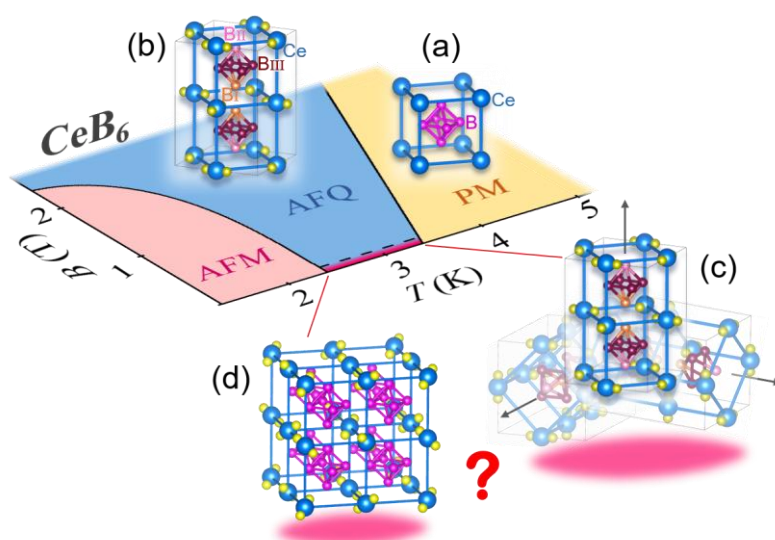 (b)
BII
Ce
BIII
BI
(a)
Ce
B
CeB6
AFQ
PM
AFM
2
1
B (T)
2
3
4
5
T (K)
(c)
(d)
?